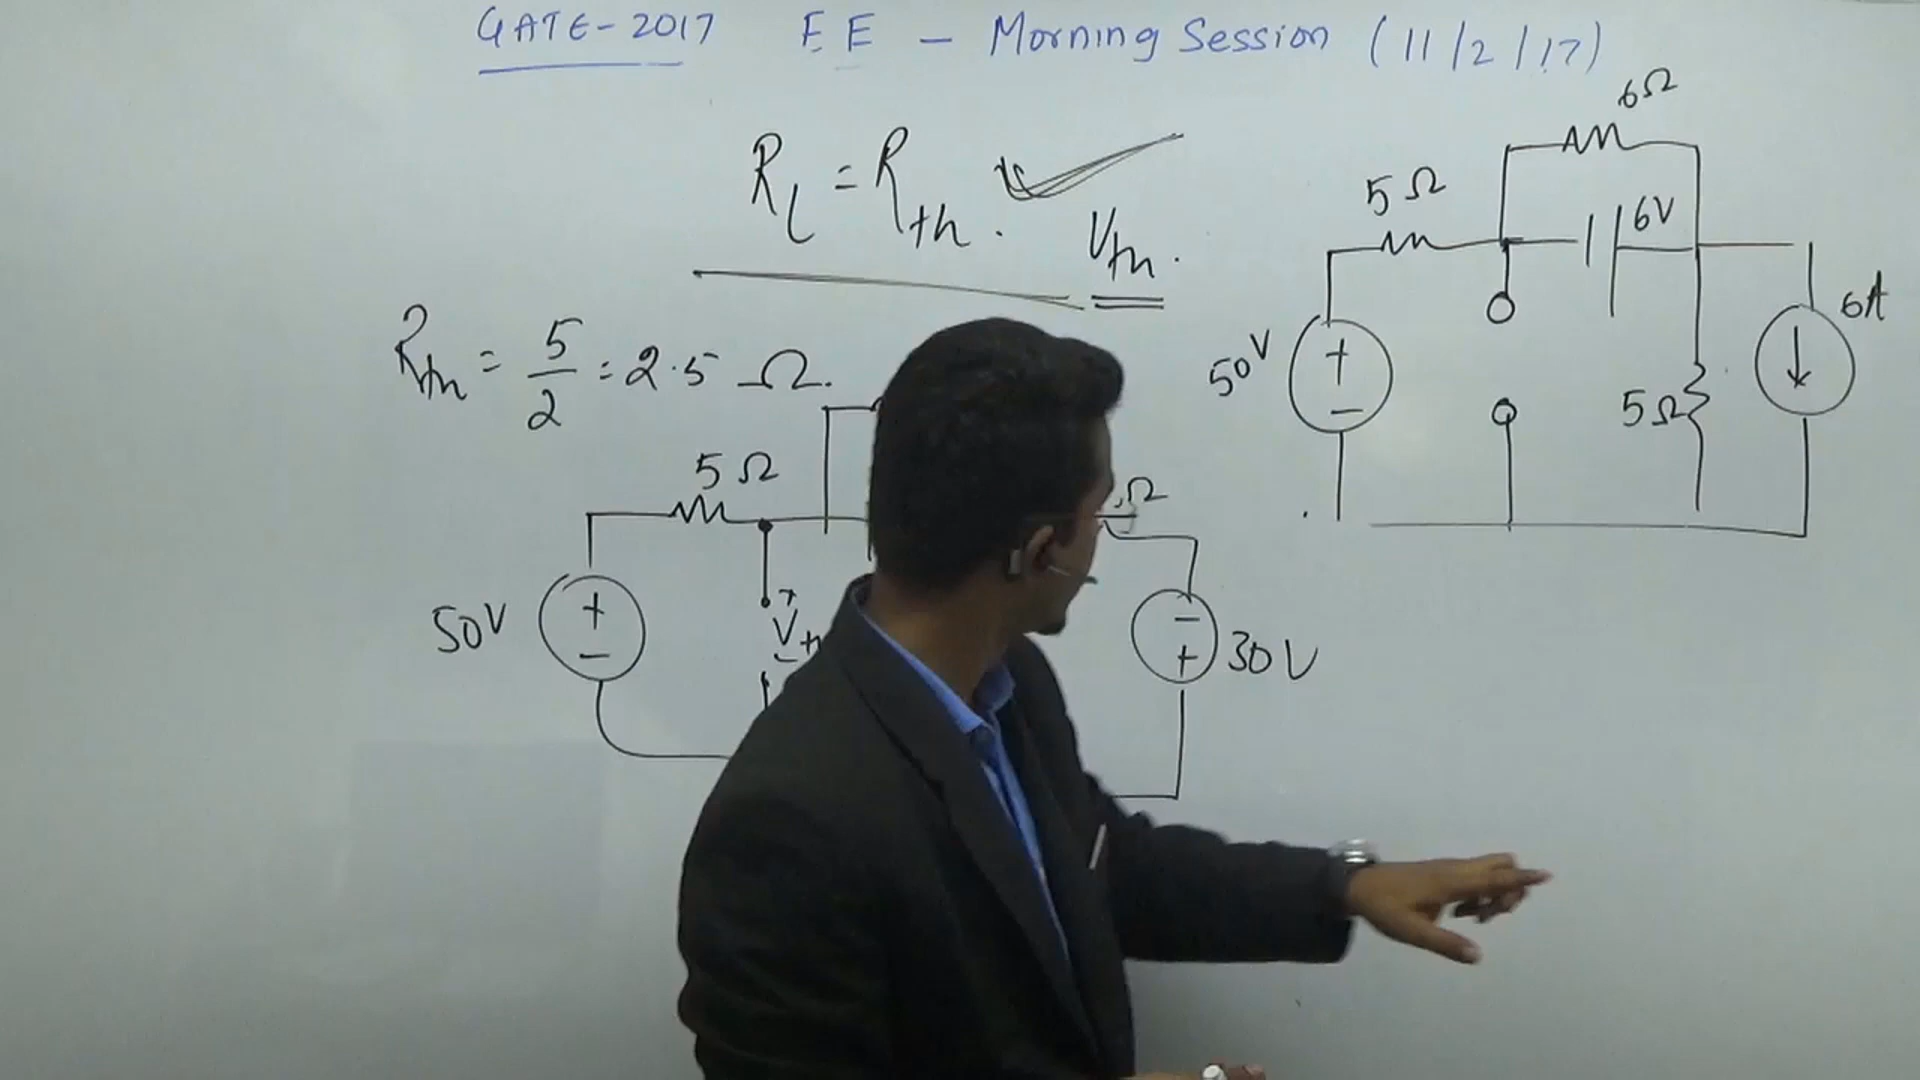 GATE-2017 EE - Morning Session (11/2/17)
R_L = R_th.
V_th.
R_th = 5/2 = 2.5 Ω.
5 Ω
50V
+
-
+
V_th
-
Ω
-
+
30V
6Ω
5Ω
6V
50V
+
-
5Ω
6A